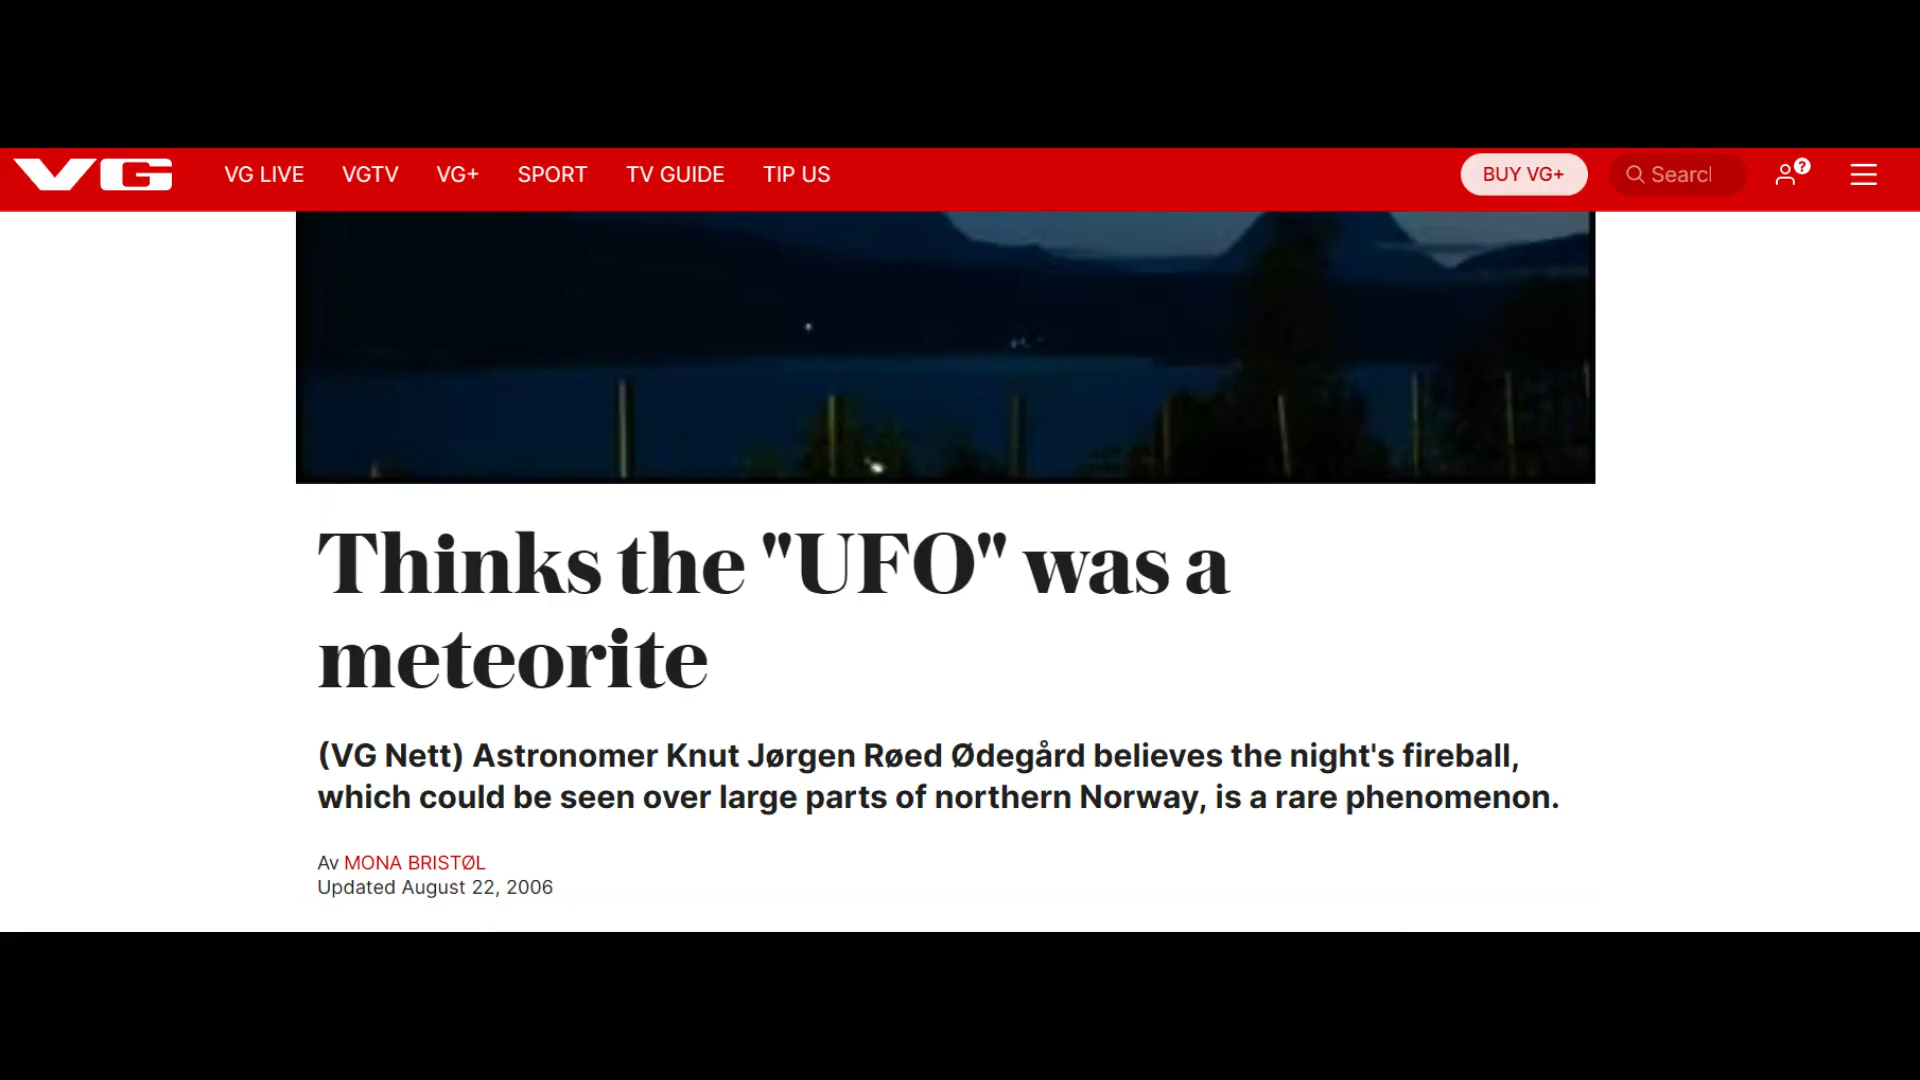 VG VG LIVE VGTV VG+ SPORT TV GUIDE TIP US BUY VG+ Search
Thinks the "UFO" was a
meteorite
(VG Nett) Astronomer Knut Jørgen Røed Ødegård believes the night's fireball,
which could be seen over large parts of northern Norway, is a rare phenomenon.
Av MONA BRISTØL
Updated August 22, 2006